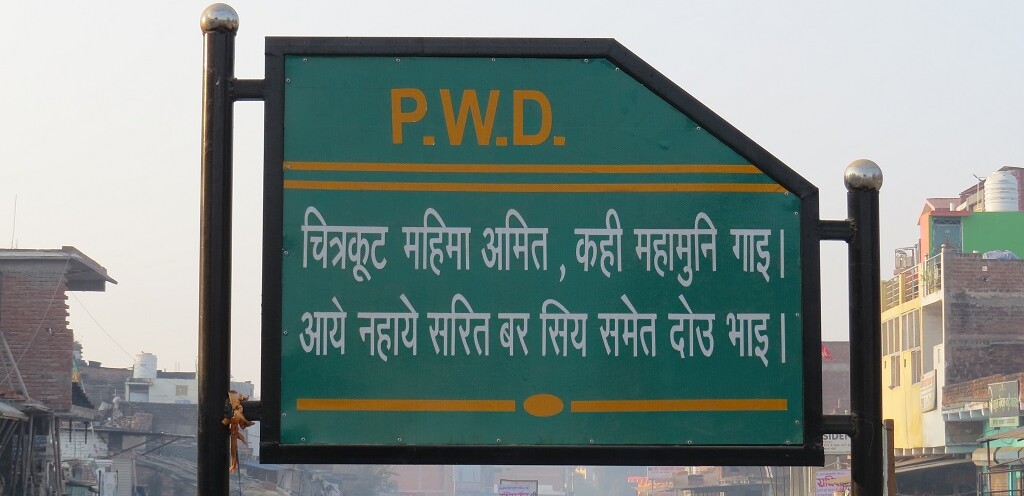 P.W.D.
चित्रकूट महिमा अमित , कही महामुनि गाइ।
आये नहाये सरित बर सिय समेत दोउ भाइ।